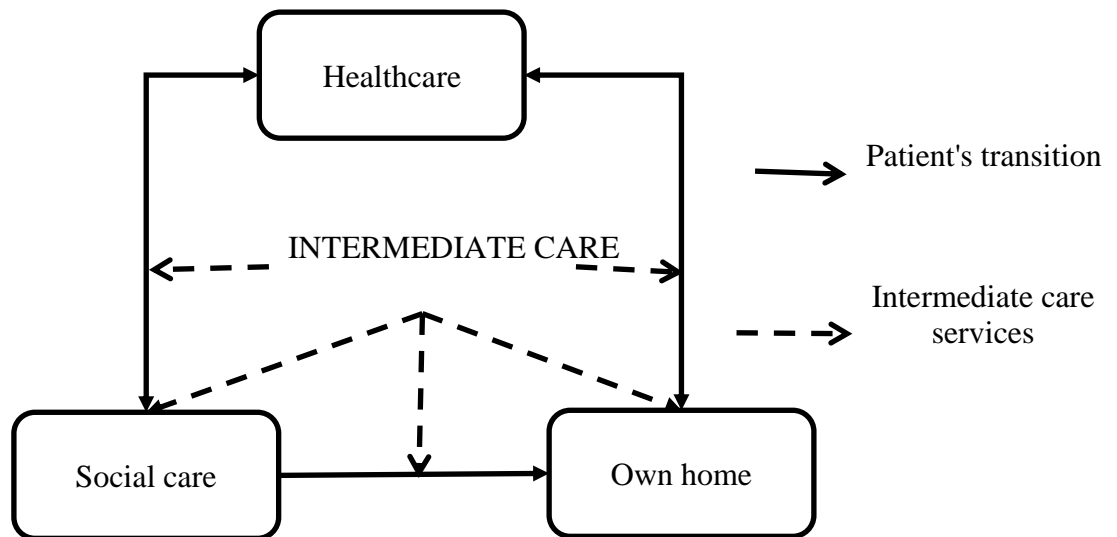 Healthcare
Patient's transition
INTERMEDIATE CARE
Intermediate care
services
Social care
Own home